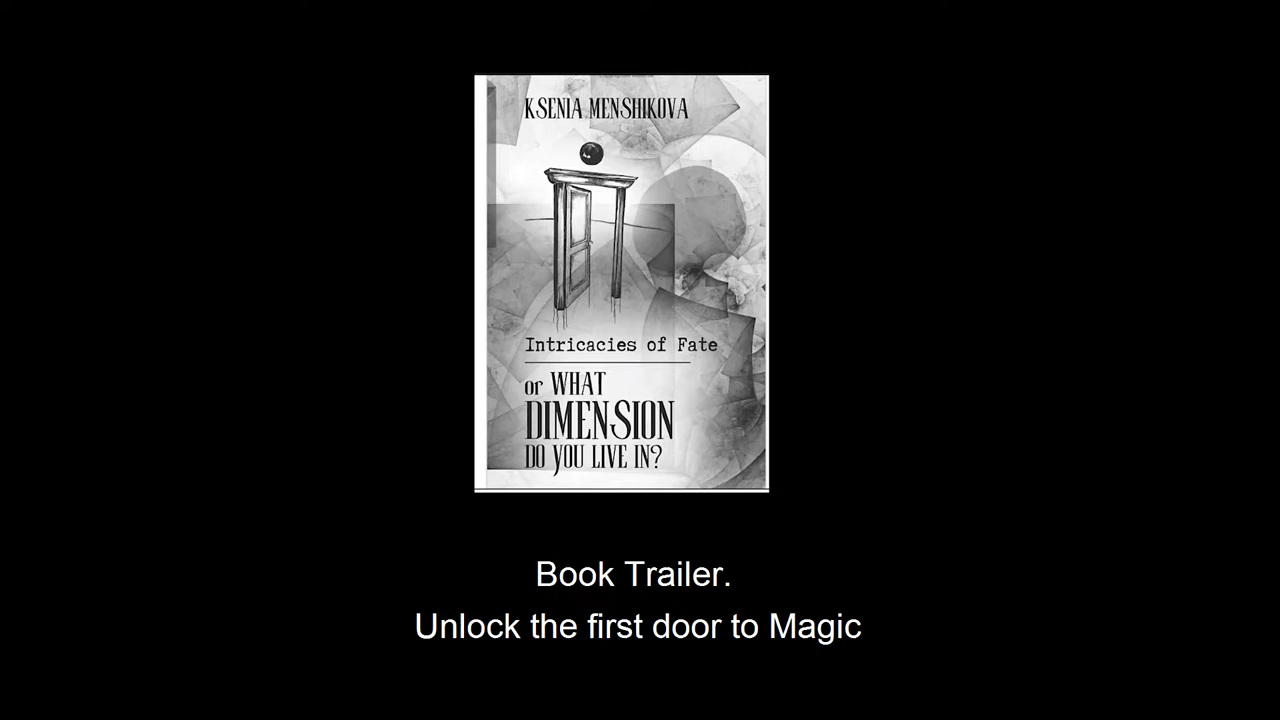 KSENIA MENSHIKOVA
Intricacies of Fate
or WHAT
DIMENSION
DO YOU LIVE IN?
Book Trailer.
Unlock the first door to Magic